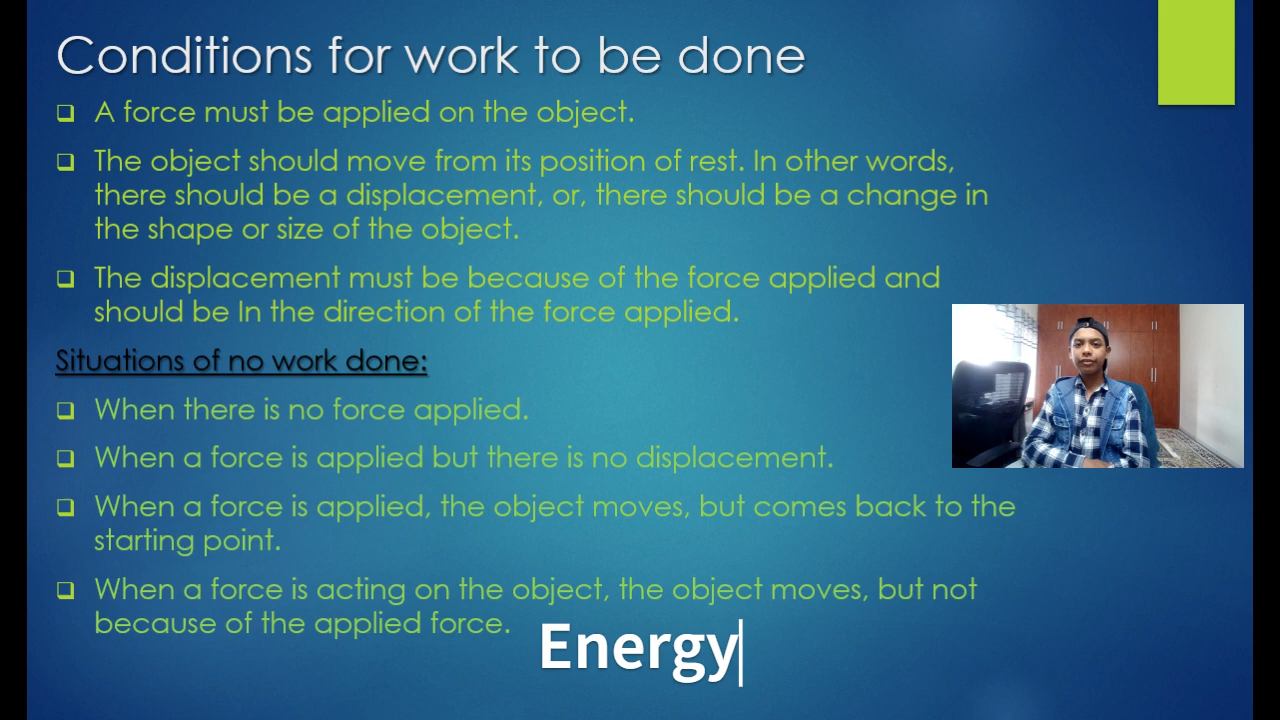 Conditions for work to be done
A force must be applied on the object.
The object should move from its position of rest. In other words,
there should be a displacement, or, there should be a change in
the shape or size of the object.
The displacement must be because of the force applied and
should be In the direction of the force applied.
Situations of no work done:
When there is no force applied.
When a force is applied but there is no displacement.
When a force is applied, the object moves, but comes back to the
starting point.
When a force is acting on the object, the object moves, but not
because of the applied force.
Energy